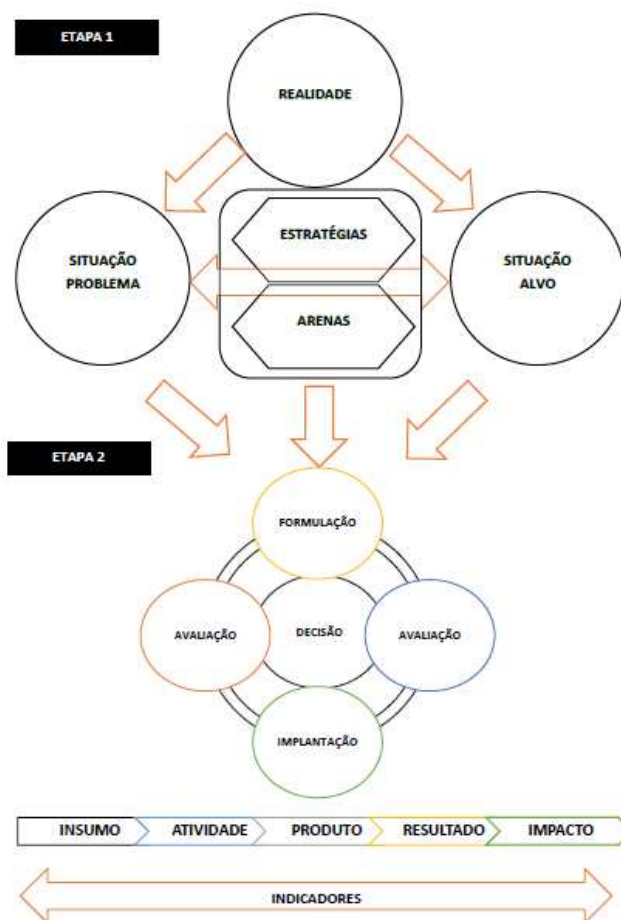 ETAPA 1
REALIDADE
ESTRATÉGIAS
SITUAÇÃO
PROBLEMA
SITUAÇÃO
ALVO
ARENAS
ETAPA 2
FORMULAÇÃO
AVALIAÇÃO
DECISÃO
AVALIAÇÃO
IMPLANTAÇÃO
INSUMO ATIVIDADE PRODUTO RESULTADO IMPACTO
INDICADORES